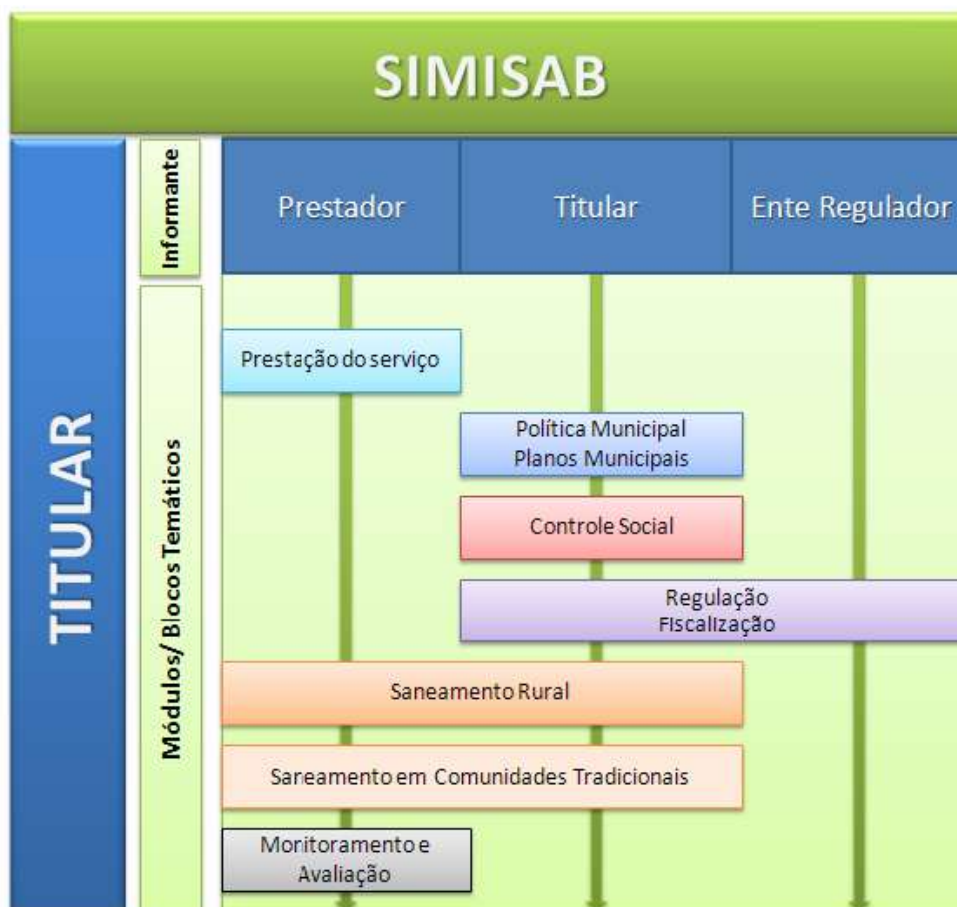 SIMISAB
TITULAR
Informante
Prestador
Titular
Ente Regulador
Módulos/ Blocos Temáticos
Prestação do serviço
Política Municipal
Planos Municipais
Controle Social
Regulação
Fiscalização
Saneamento Rural
Sareamento em Comunidades Tradicionais
Monitoramento e
Avaliação